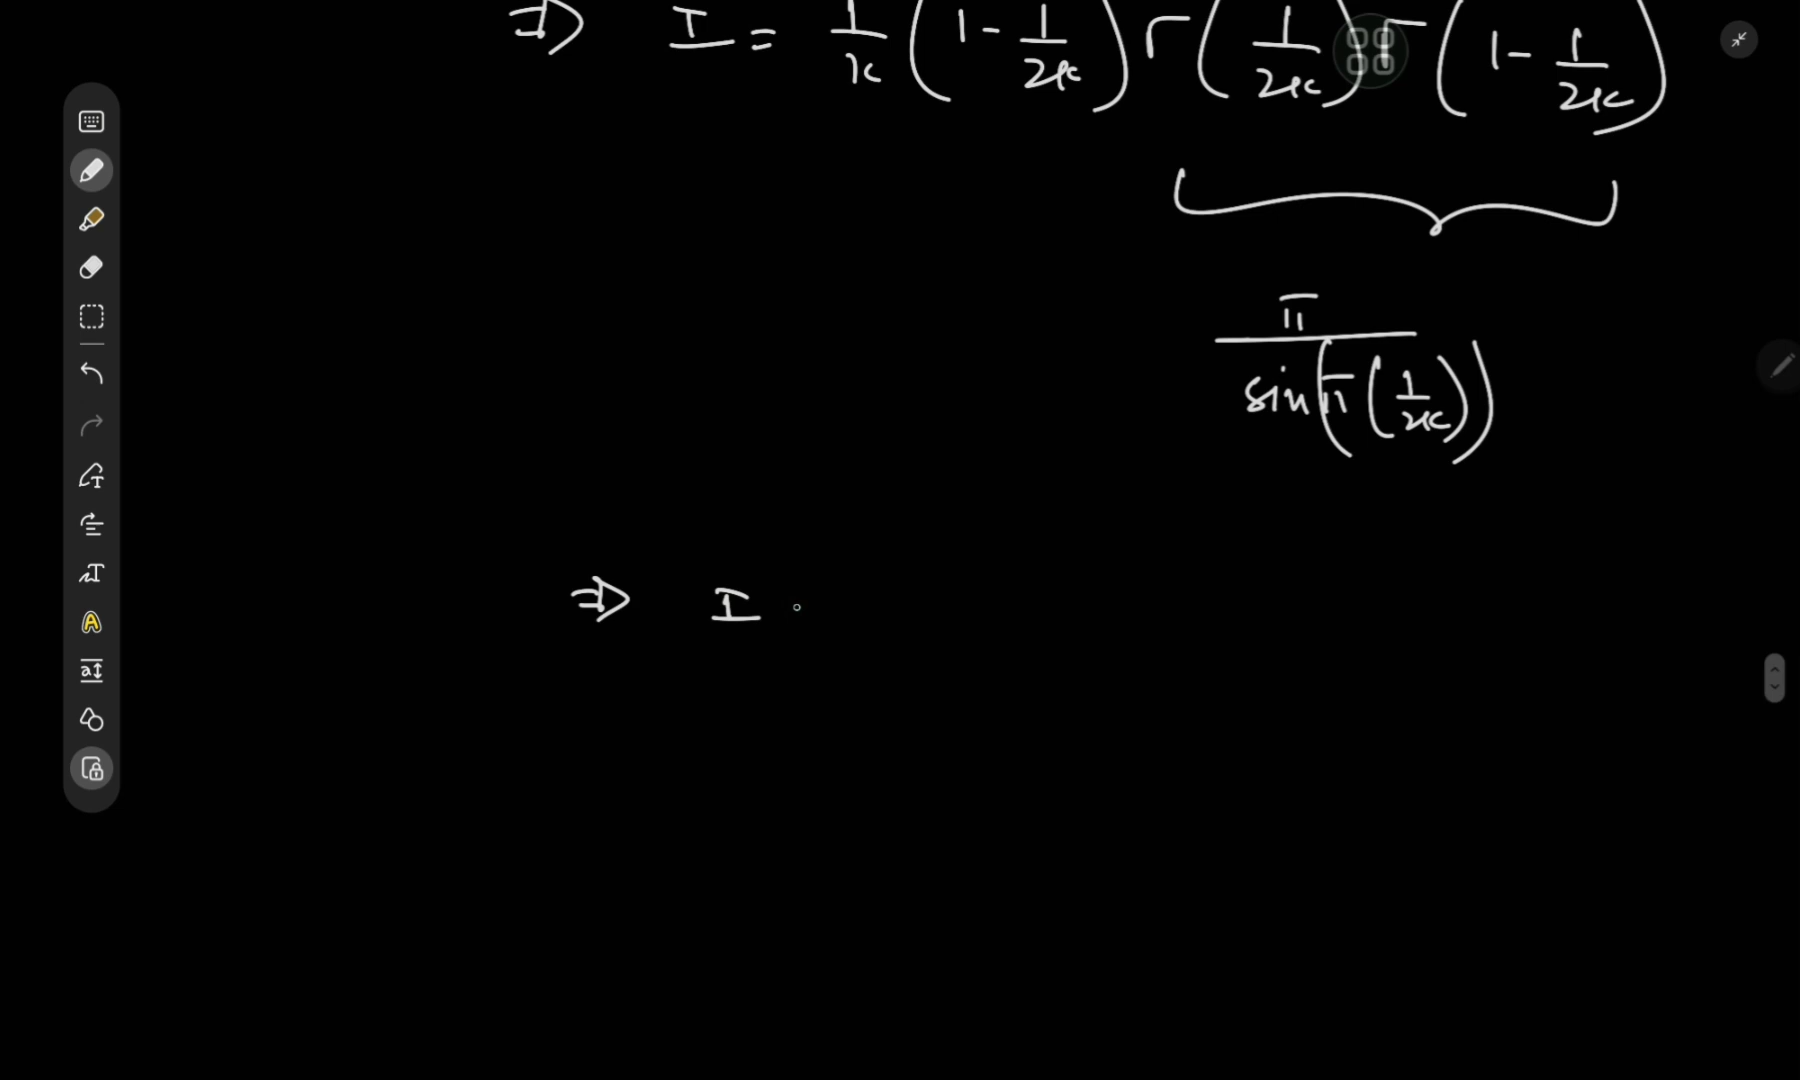 ⇒ I = 1/k (1 - 1/2k) Γ(1/2k) Γ(1 - 1/2k)
π / sin(π(1/2k))
⇒ I